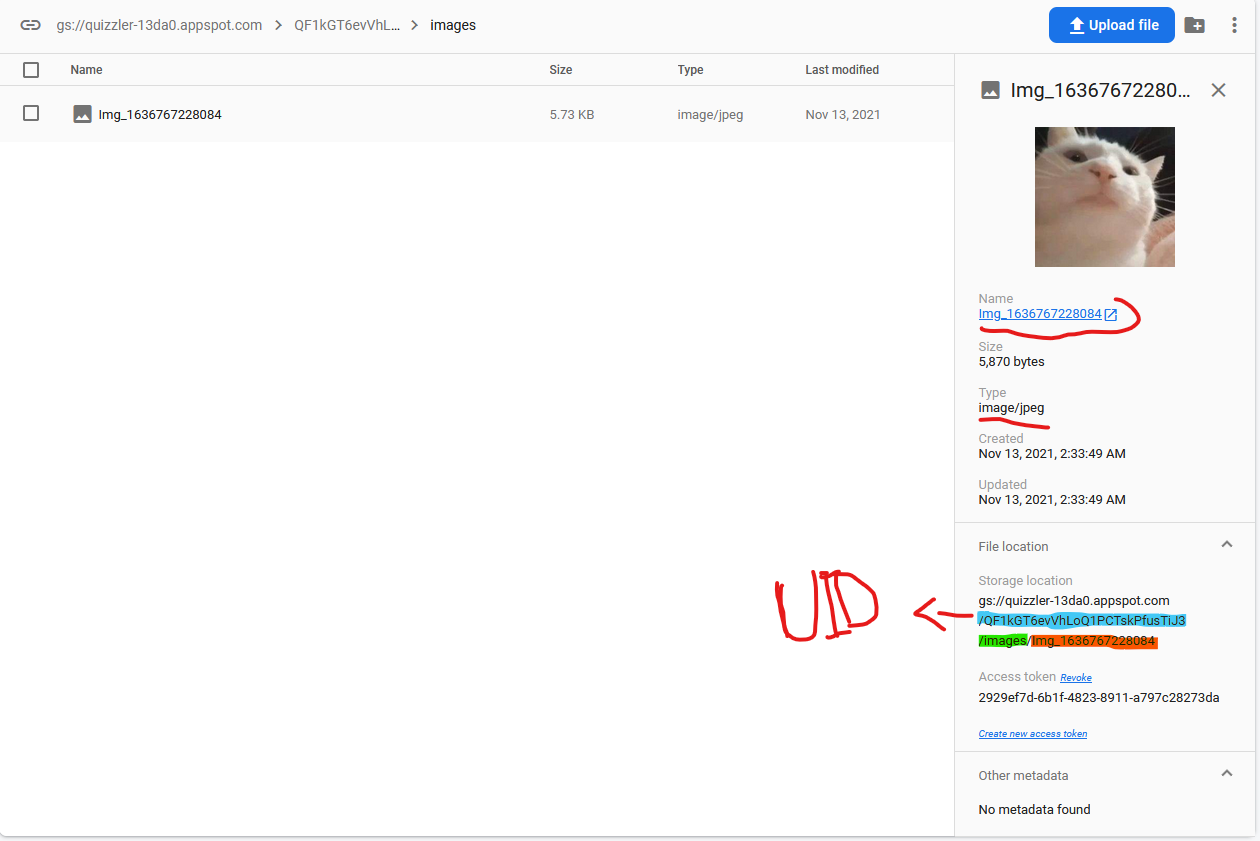 gs://quizzler-13da0.appspot.com > QF1kGT6evVhL... > images
Upload file
Name Size Type Last modified
Img_1636767228084 5.73 KB image/jpeg Nov 13, 2021
Img_16367672280...
Name
Img_1636767228084
Size
5,870 bytes
Type
image/jpeg
Created
Nov 13, 2021, 2:33:49 AM
Updated
Nov 13, 2021, 2:33:49 AM
File location
Storage location
gs://quizzler-13da0.appspot.com
/QF1kGT6evVhLoQ1PCTskPfusTiJ3
/images/Img_1636767228084
UID
Access token Revoke
2929ef7d-6b1f-4823-8911-a797c28273da
Create new access token
Other metadata
No metadata found